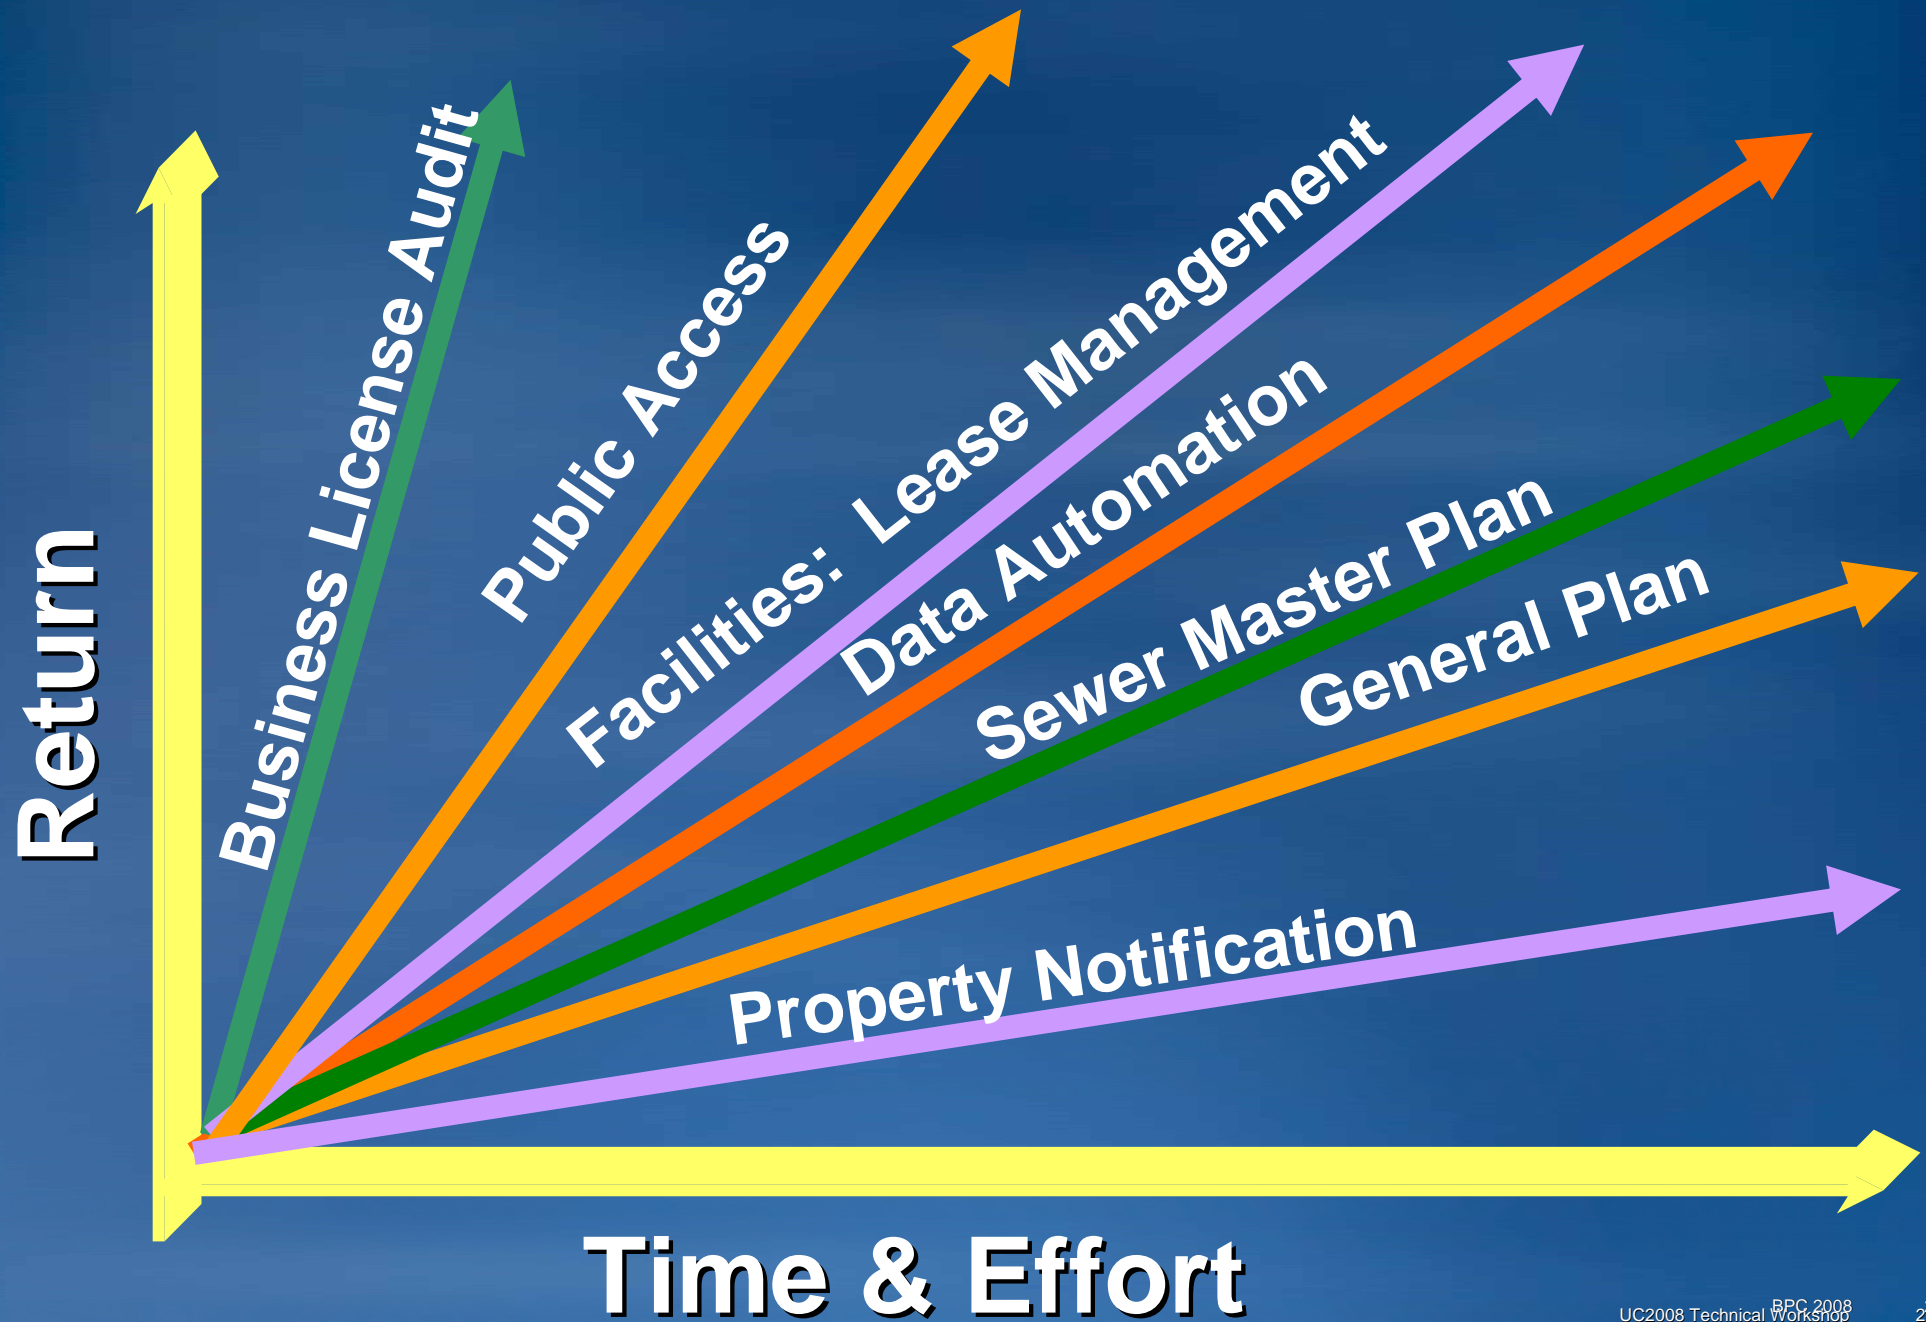 Return
Business License Audit
Public Access
Facilities:  Lease Management
Data Automation
Sewer Master Plan
General Plan
Property Notification
Time & Effort
BPC 2008
UC2008 Technical Workshop
2